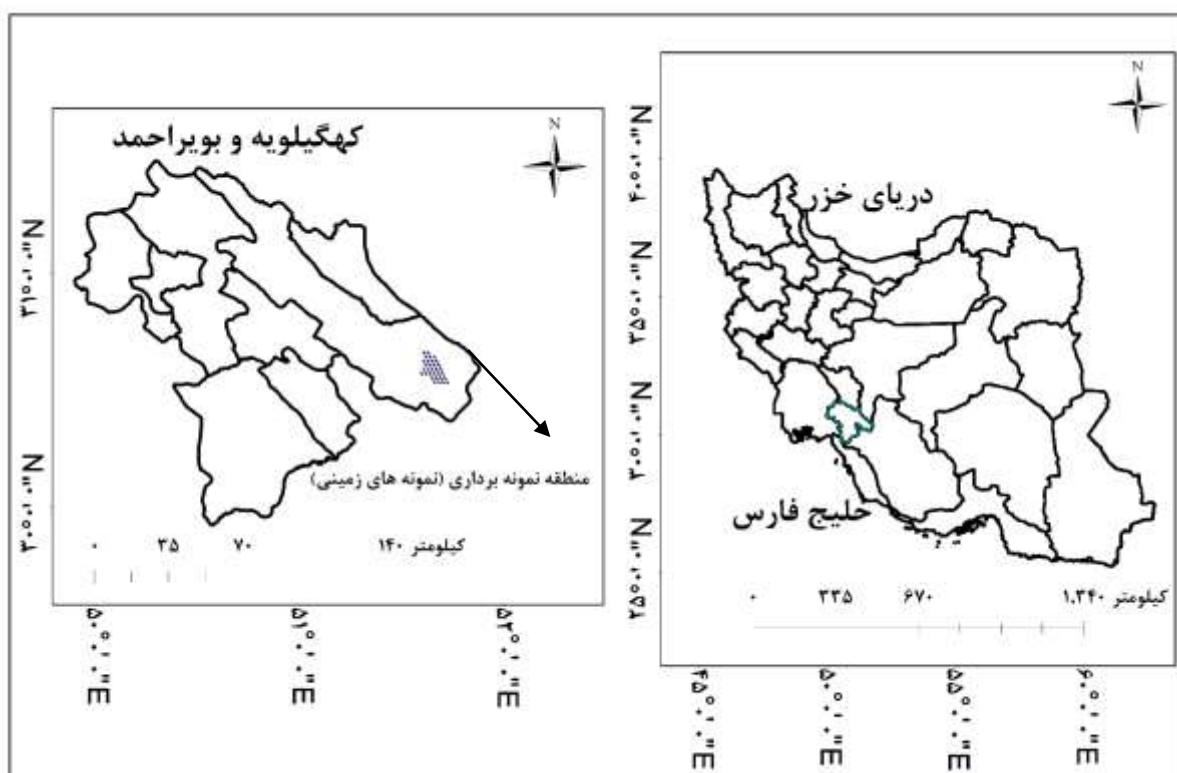 N
دریای خزر
خلیج فارس
۰ ۳۳۵ ۶۷۰ ۱.۳۴۰ کیلومتر
۴۰°۰'۰"N
۳۵°۰'۰"N
۳۰°۰'۰"N
۲۵°۰'۰"N
۴۵°۰'۰"E
۵۰°۰'۰"E
۵۵°۰'۰"E
۶۰°۰'۰"E
N
کهگیلویه و بویراحمد
منطقه نمونه برداری (نمونه های زمینی)
۰ ۳۵ ۷۰ ۱۴۰ کیلومتر
۳۱°۰'۰"N
۳۰°۰'۰"N
۵۰°۰'۰"E
۵۱°۰'۰"E
۵۲°۰'۰"E